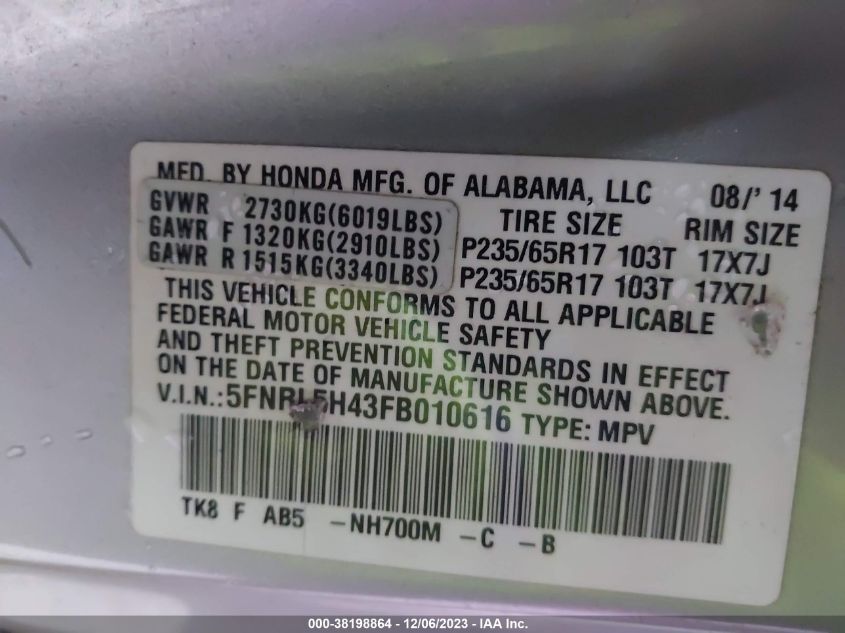 MFD. BY HONDA MFG. OF ALABAMA, LLC 08/' 14
GVWR 2730KG(6019LBS) TIRE SIZE RIM SIZE
GAWR F 1320KG(2910LBS) P235/65R17 103T 17X7J
GAWR R 1515KG(3340LBS) P235/65R17 103T 17X7J
THIS VEHICLE CONFORMS TO ALL APPLICABLE
FEDERAL MOTOR VEHICLE SAFETY
AND THEFT PREVENTION STANDARDS IN EFFECT
ON THE DATE OF MANUFACTURE SHOWN ABOVE.
V.I.N.:5FNRL5H43FB010616 TYPE: MPV
TK8 F AB5 -NH700M -C -B
000-38198864 - 12/06/2023 - IAA Inc.